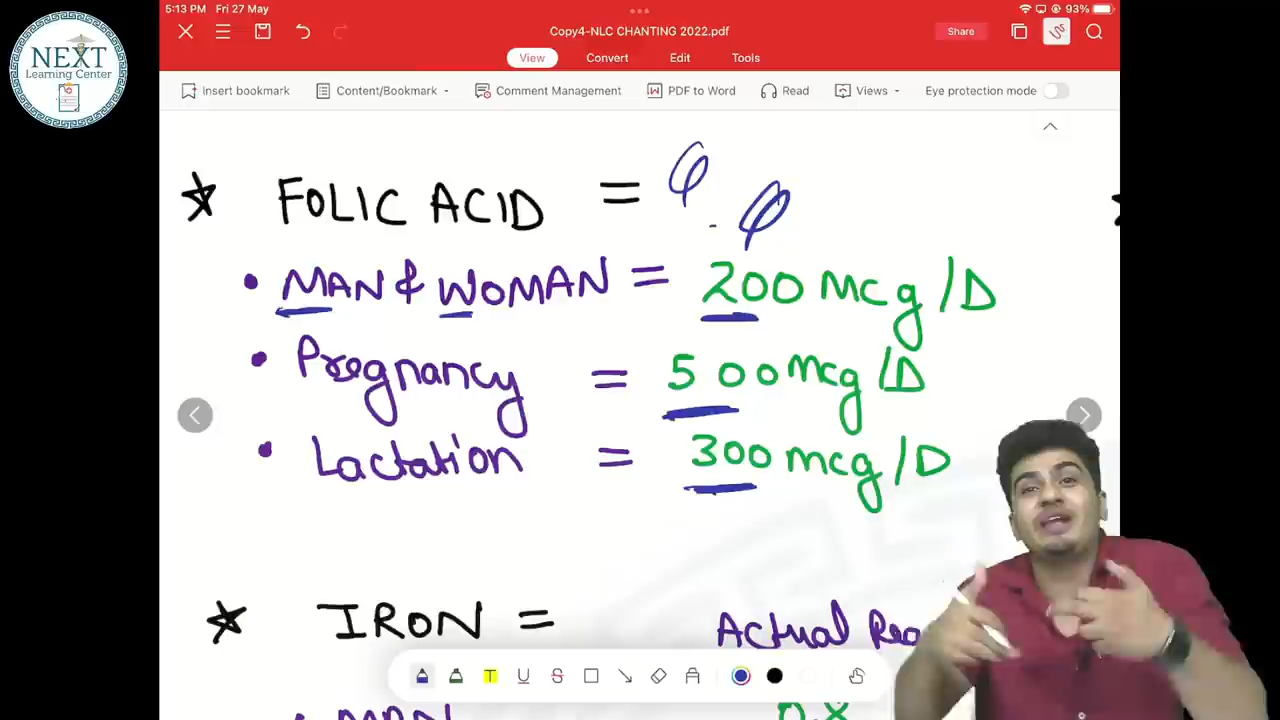 5:13 PM Fri 27 May
93%
NEXT
Learning Center
Copy4-NLC CHANTING 2022.pdf
Share
View Convert Edit Tools
Insert bookmark Content/Bookmark Comment Management PDF to Word Read Views Eye protection mode
FOLIC ACID =
• MAN & WOMAN = 200 mcg/D
• Pregnancy = 500 mcg/D
• Lactation = 300 mcg/D
IRON =
Actual
T U S A